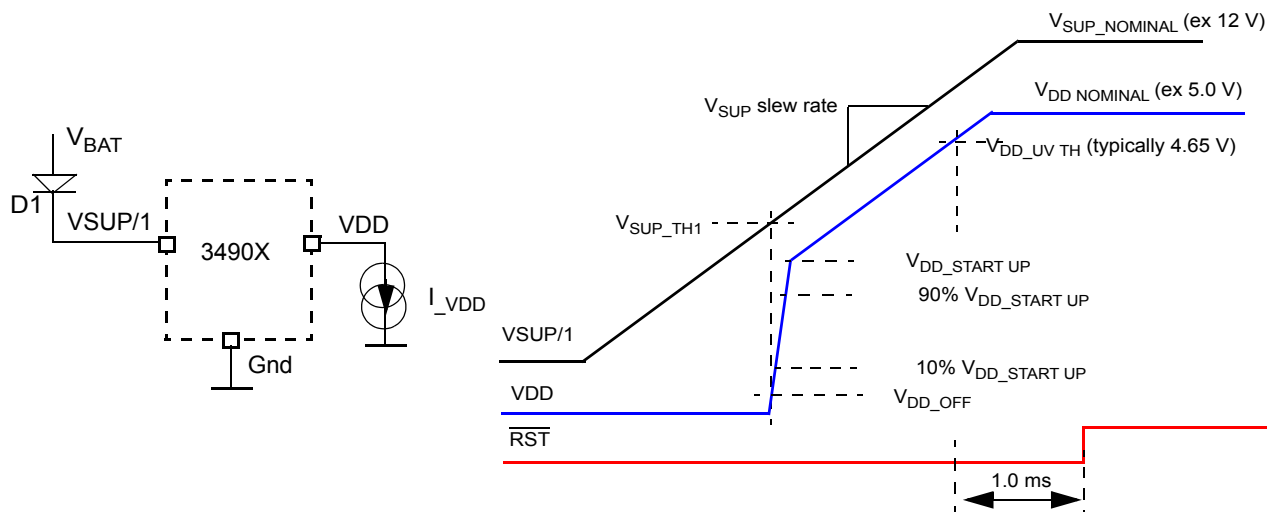 V_BAT
D1
VSUP/1
3490X
VDD
I_VDD
Gnd
V_SUP_NOMINAL (ex 12 V)
V_SUP slew rate
V_DD NOMINAL (ex 5.0 V)
V_DD_UV TH (typically 4.65 V)
V_SUP_TH1
V_DD_START UP
90% V_DD_START UP
VSUP/1
10% V_DD_START UP
VDD
V_DD_OFF
RST
1.0 ms